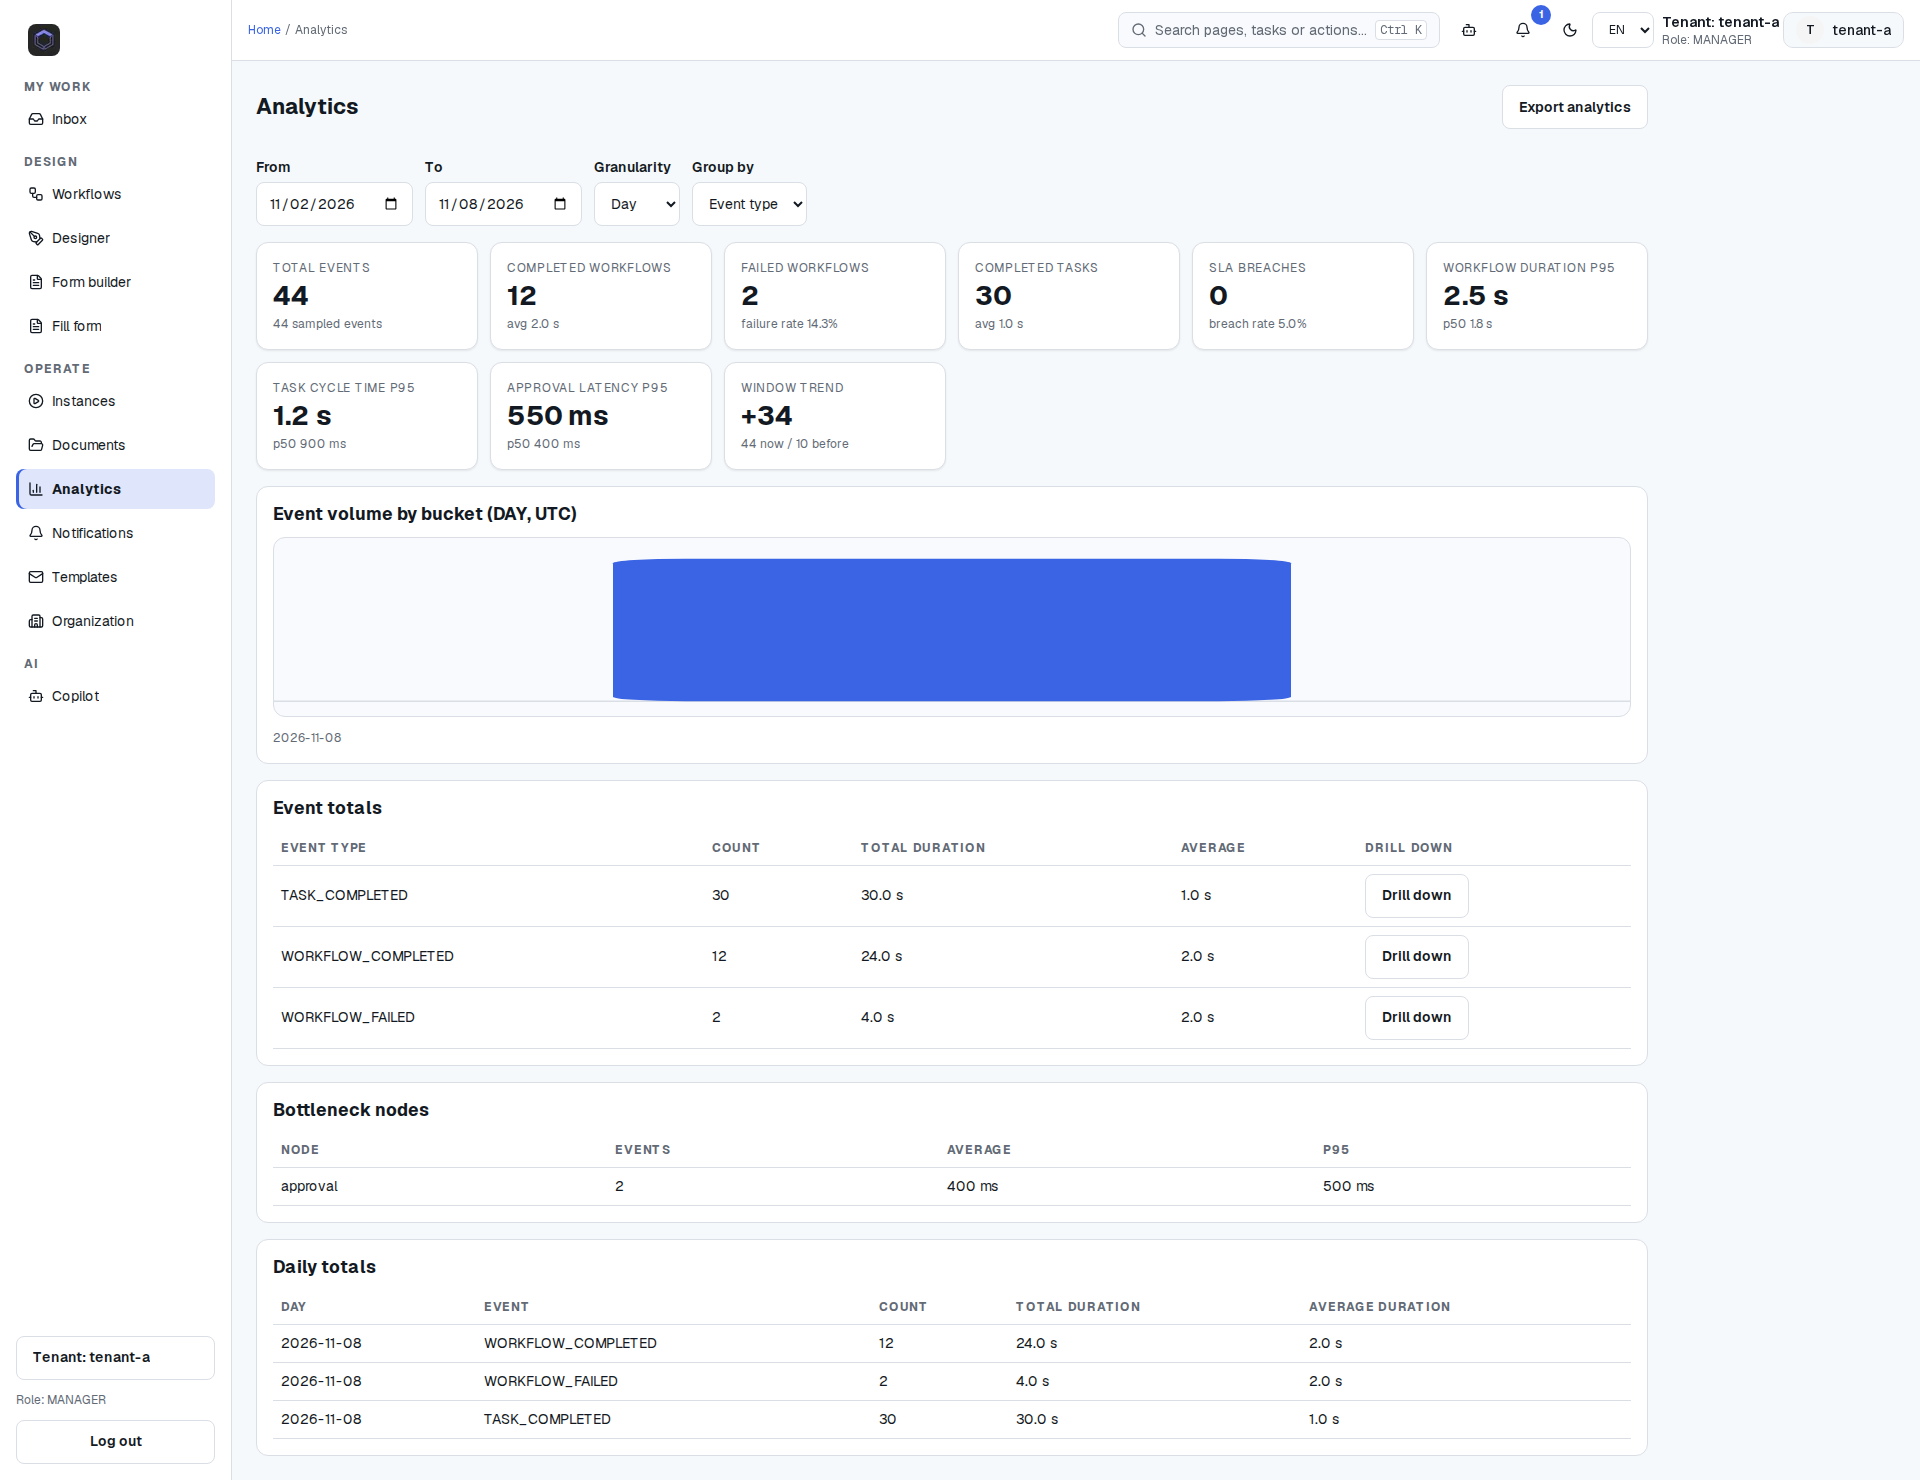 Home / Analytics
Search pages, tasks or actions... Ctrl K
1
EN
Tenant: tenant-a
Role: MANAGER
T tenant-a
MY WORK
Inbox
DESIGN
Workflows
Designer
Form builder
Fill form
OPERATE
Instances
Documents
Analytics
Notifications
Templates
Organization
AI
Copilot
Tenant: tenant-a
Role: MANAGER
Log out
Analytics
Export analytics
From To Granularity Group by
11/02/2026 11/08/2026 Day Event type
TOTAL EVENTS
44
44 sampled events
COMPLETED WORKFLOWS
12
avg 2.0 s
FAILED WORKFLOWS
2
failure rate 14.3%
COMPLETED TASKS
30
avg 1.0 s
SLA BREACHES
0
breach rate 5.0%
WORKFLOW DURATION P95
2.5 s
p50 1.8 s
TASK CYCLE TIME P95
1.2 s
p50 900 ms
APPROVAL LATENCY P95
550 ms
p50 400 ms
WINDOW TREND
+34
44 now / 10 before
Event volume by bucket (DAY, UTC)
2026-11-08
Event totals
EVENT TYPE COUNT TOTAL DURATION AVERAGE DRILL DOWN
TASK_COMPLETED 30 30.0 s 1.0 s Drill down
WORKFLOW_COMPLETED 12 24.0 s 2.0 s Drill down
WORKFLOW_FAILED 2 4.0 s 2.0 s Drill down
Bottleneck nodes
NODE EVENTS AVERAGE P95
approval 2 400 ms 500 ms
Daily totals
DAY EVENT COUNT TOTAL DURATION AVERAGE DURATION
2026-11-08 WORKFLOW_COMPLETED 12 24.0 s 2.0 s
2026-11-08 WORKFLOW_FAILED 2 4.0 s 2.0 s
2026-11-08 TASK_COMPLETED 30 30.0 s 1.0 s